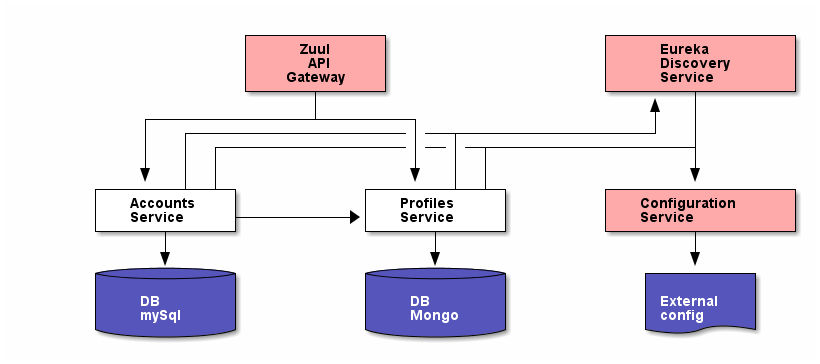 Zuul
API
Gateway
Eureka
Discovery
Service
Accounts
Service
Profiles
Service
Configuration
Service
DB
mySql
DB
Mongo
External
config